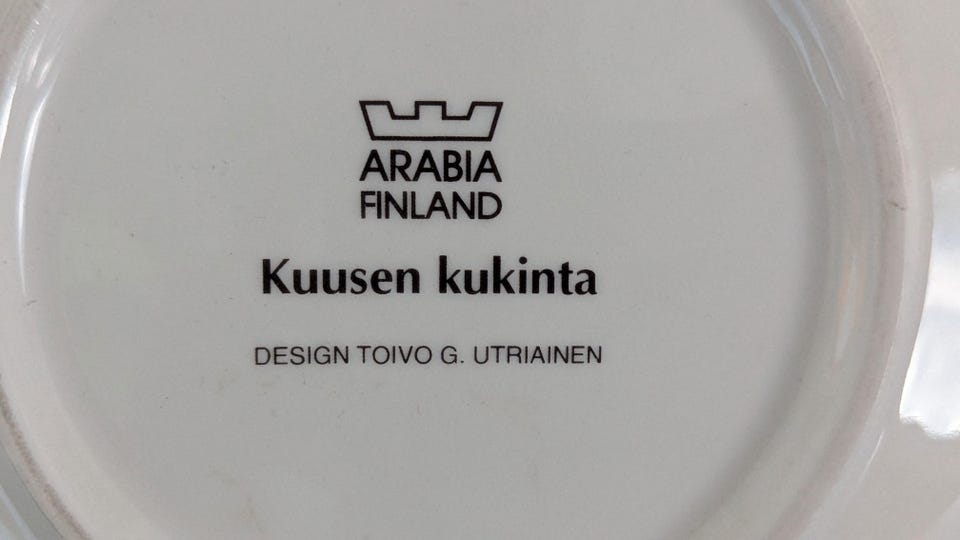 ARABIA
FINLAND
Kuusen kukinta
DESIGN TOIVO G. UTRIAINEN